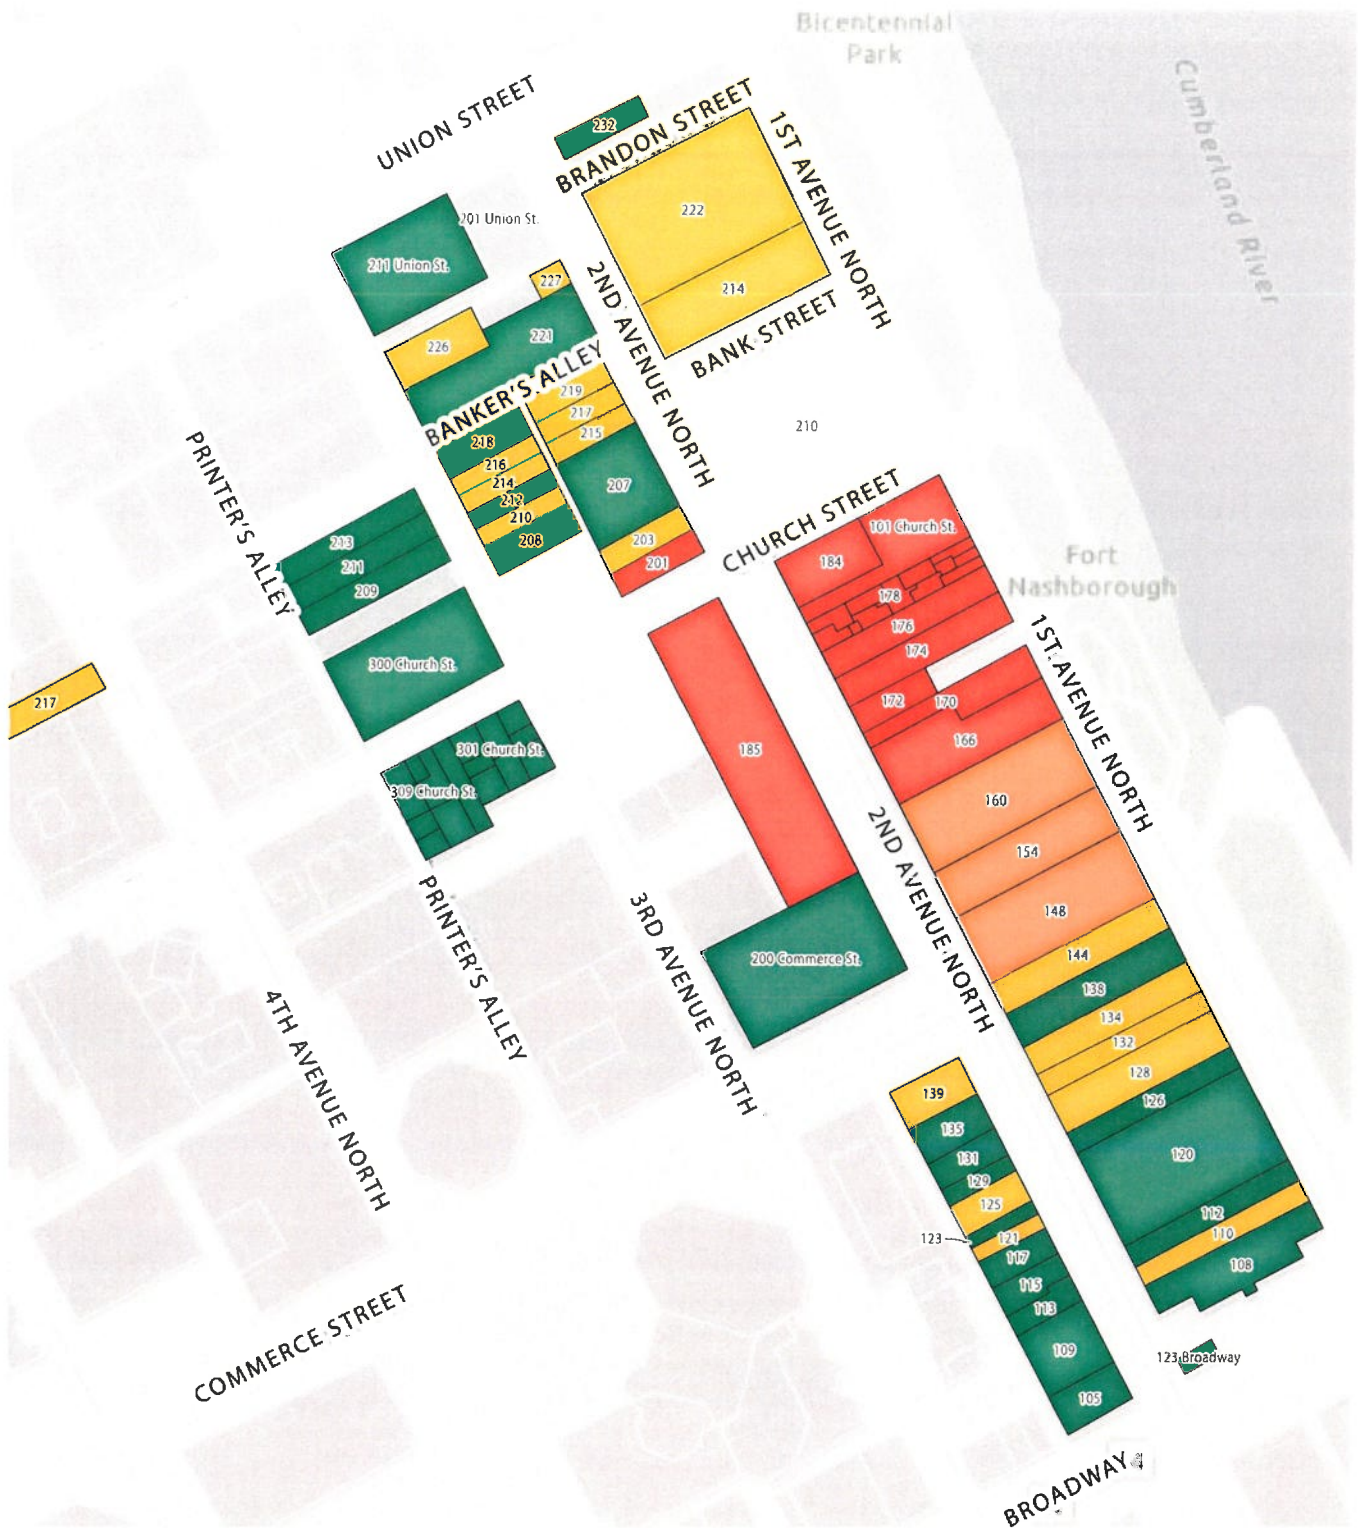 Bicentennial
Park
Cumberland River
UNION STREET
232
BRANDON STREET
1ST AVENUE NORTH
201 Union St.
222
211 Union St.
227
2ND AVENUE NORTH
214
221
226
BANK STREET
BANKER'S ALLEY
219
217
215
210
218
216
214
212
210
208
207
203
201
PRINTER'S ALLEY
213
211
209
CHURCH STREET
101 Church St.
184
178
176
174
172
170
166
Fort
Nashborough
1ST AVENUE NORTH
300 Church St.
217
301 Church St.
309 Church St.
185
160
154
148
144
138
134
132
128
126
120
112
110
108
2ND AVENUE NORTH
PRINTER'S ALLEY
3RD AVENUE NORTH
200 Commerce St.
4TH AVENUE NORTH
139
135
131
129
125
123
121
117
115
113
109
105
COMMERCE STREET
123 Broadway
BROADWAY